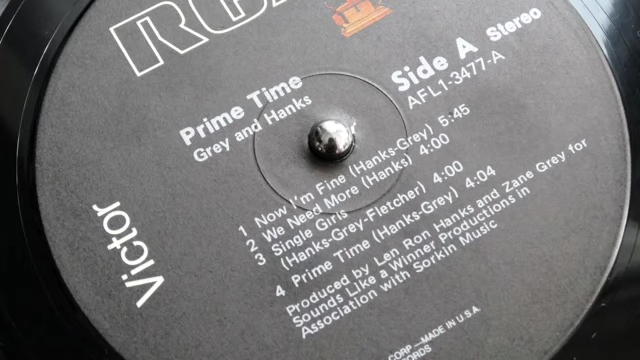 RCA
Side A Stereo
AFL1-3477-A
Prime Time
Grey and Hanks
1 Now I'm Fine (Hanks-Grey) 5:45
2 We Need More (Hanks) 4:00
3 Single Girls
(Hanks-Grey-Fletcher) 4:00
4 Prime Time (Hanks-Grey) 4:04
Produced by Len Ron Hanks and Zane Grey for
Sounds Like a Winner Productions in
Association with Sorkin Music
Victor
CORP.—MADE IN U.S.A.